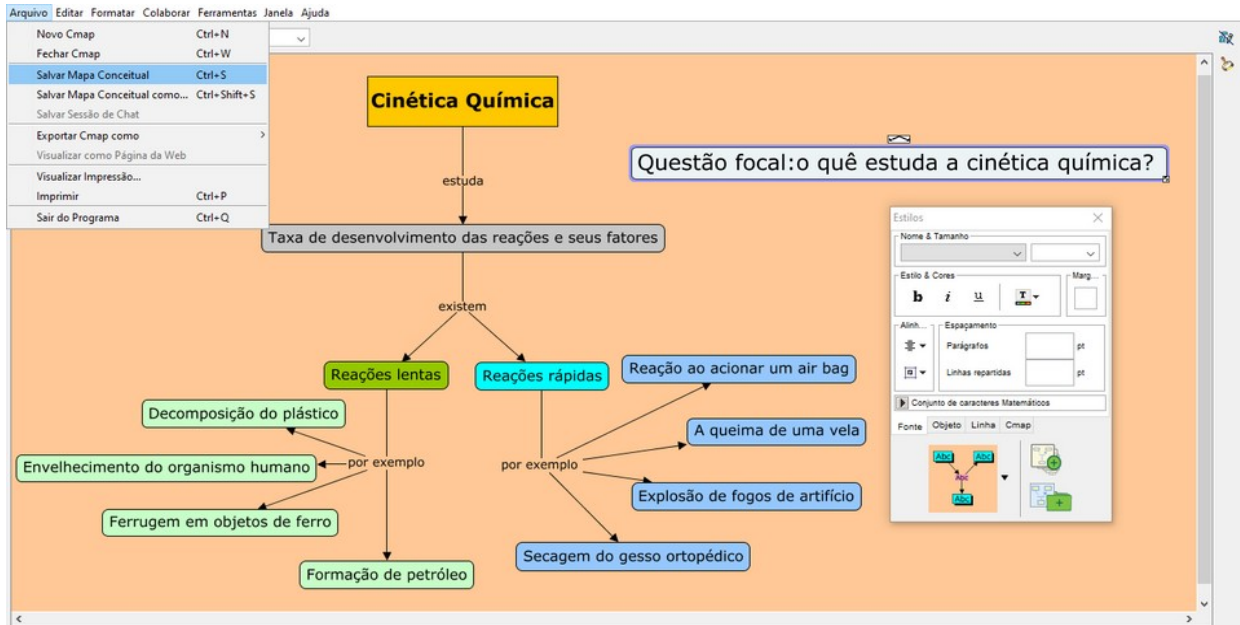 Arquivo Editar Formatar Colaborar Ferramentas Janela Ajuda
Novo Cmap Ctrl+N
Fechar Cmap Ctrl+W
Salvar Mapa Conceitual Ctrl+S
Salvar Mapa Conceitual como... Ctrl+Shift+S
Salvar Sessão de Chat
Exportar Cmap como
Visualizar como Página da Web
Visualizar Impressão...
Imprimir Ctrl+P
Sair do Programa Ctrl+Q
Cinética Química
Questão focal:o quê estuda a cinética química?
estuda
Taxa de desenvolvimento das reações e seus fatores
existem
Reações lentas
Reações rápidas
Decomposição do plástico
Envelhecimento do organismo humano
por exemplo
Ferrugem em objetos de ferro
Formação de petróleo
Reação ao acionar um air bag
A queima de uma vela
por exemplo
Explosão de fogos de artifício
Secagem do gesso ortopédico
Estilos
Nome & Tamanho
Estilo & Cores
Marg...
b i u T
Alinh...
Espaçamento
Parágrafos pt
Linhas repartidas pt
Conjunto de caracteres Matemáticos
Fonte Objeto Linha Cmap
Abc Abc
Abc
Abc